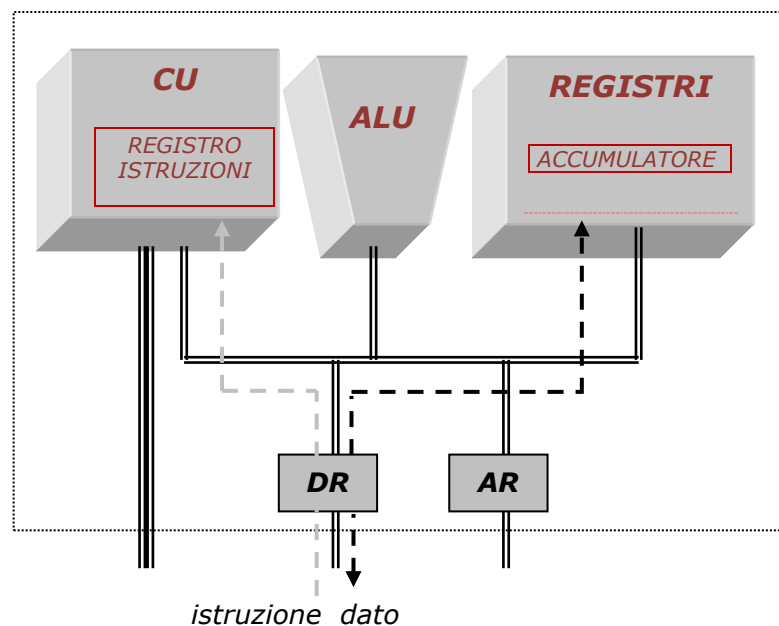 CU
REGISTRO
ISTRUZIONI
ALU
REGISTRI
ACCUMULATORE
DR
AR
istruzione dato